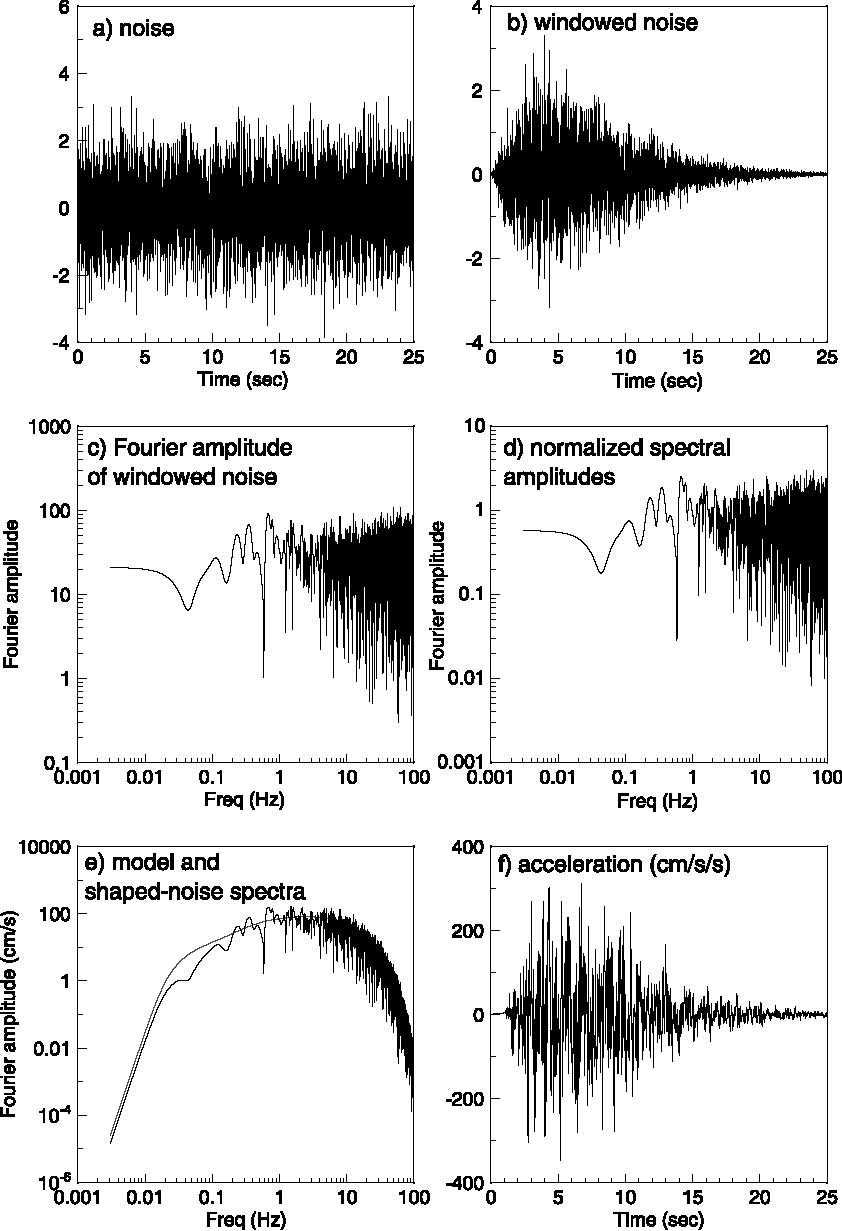 a) noise
6
4
2
0
-2
-4
0 5 10 15 20 25
Time (sec)
b) windowed noise
4
2
0
-2
-4
0 5 10 15 20 25
Time (sec)
c) Fourier amplitude
of windowed noise
1000
100
10
1
0.1
Fourier amplitude
0.001 0.01 0.1 1 10 100
Freq (Hz)
d) normalized spectral
amplitudes
10
1
0.1
0.01
0.001
Fourier amplitude
0.001 0.01 0.1 1 10 100
Freq (Hz)
e) model and
shaped-noise spectra
10000
100
1
0.01
10-4
10-6
Fourier amplitude (cm/s)
0.001 0.01 0.1 1 10 100
Freq (Hz)
f) acceleration (cm/s/s)
400
200
0
-200
-400
0 5 10 15 20 25
Time (sec)